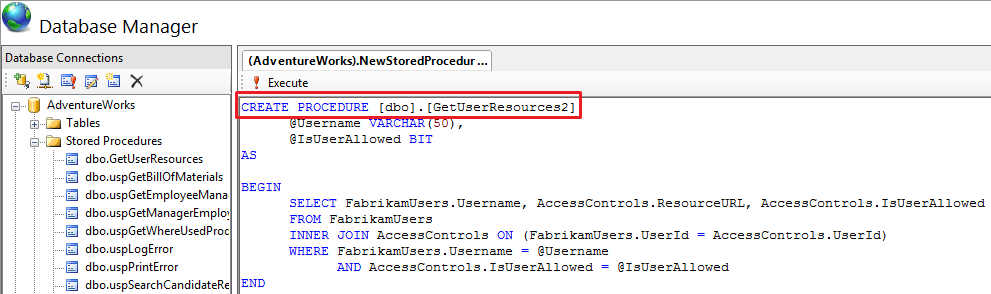 Database Manager
Database Connections
AdventureWorks
Tables
Stored Procedures
dbo.GetUserResources
dbo.uspGetBillOfMaterials
dbo.uspGetEmployeeMana
dbo.uspGetManagerEmploy
dbo.uspGetWhereUsedProd
dbo.uspLogError
dbo.uspPrintError
dbo.uspSearchCandidateRe
(AdventureWorks).NewStoredProcedur ...
Execute
CREATE PROCEDURE [dbo].[GetUserResources2]
@Username VARCHAR(50),
@IsUserAllowed BIT
AS
BEGIN
SELECT FabrikamUsers.Username, AccessControls.ResourceURL, AccessControls.IsUserAllowed
FROM FabrikamUsers
INNER JOIN AccessControls ON (FabrikamUsers.UserId = AccessControls.UserId)
WHERE FabrikamUsers.Username = @Username
AND AccessControls.IsUserAllowed = @IsUserAllowed
END